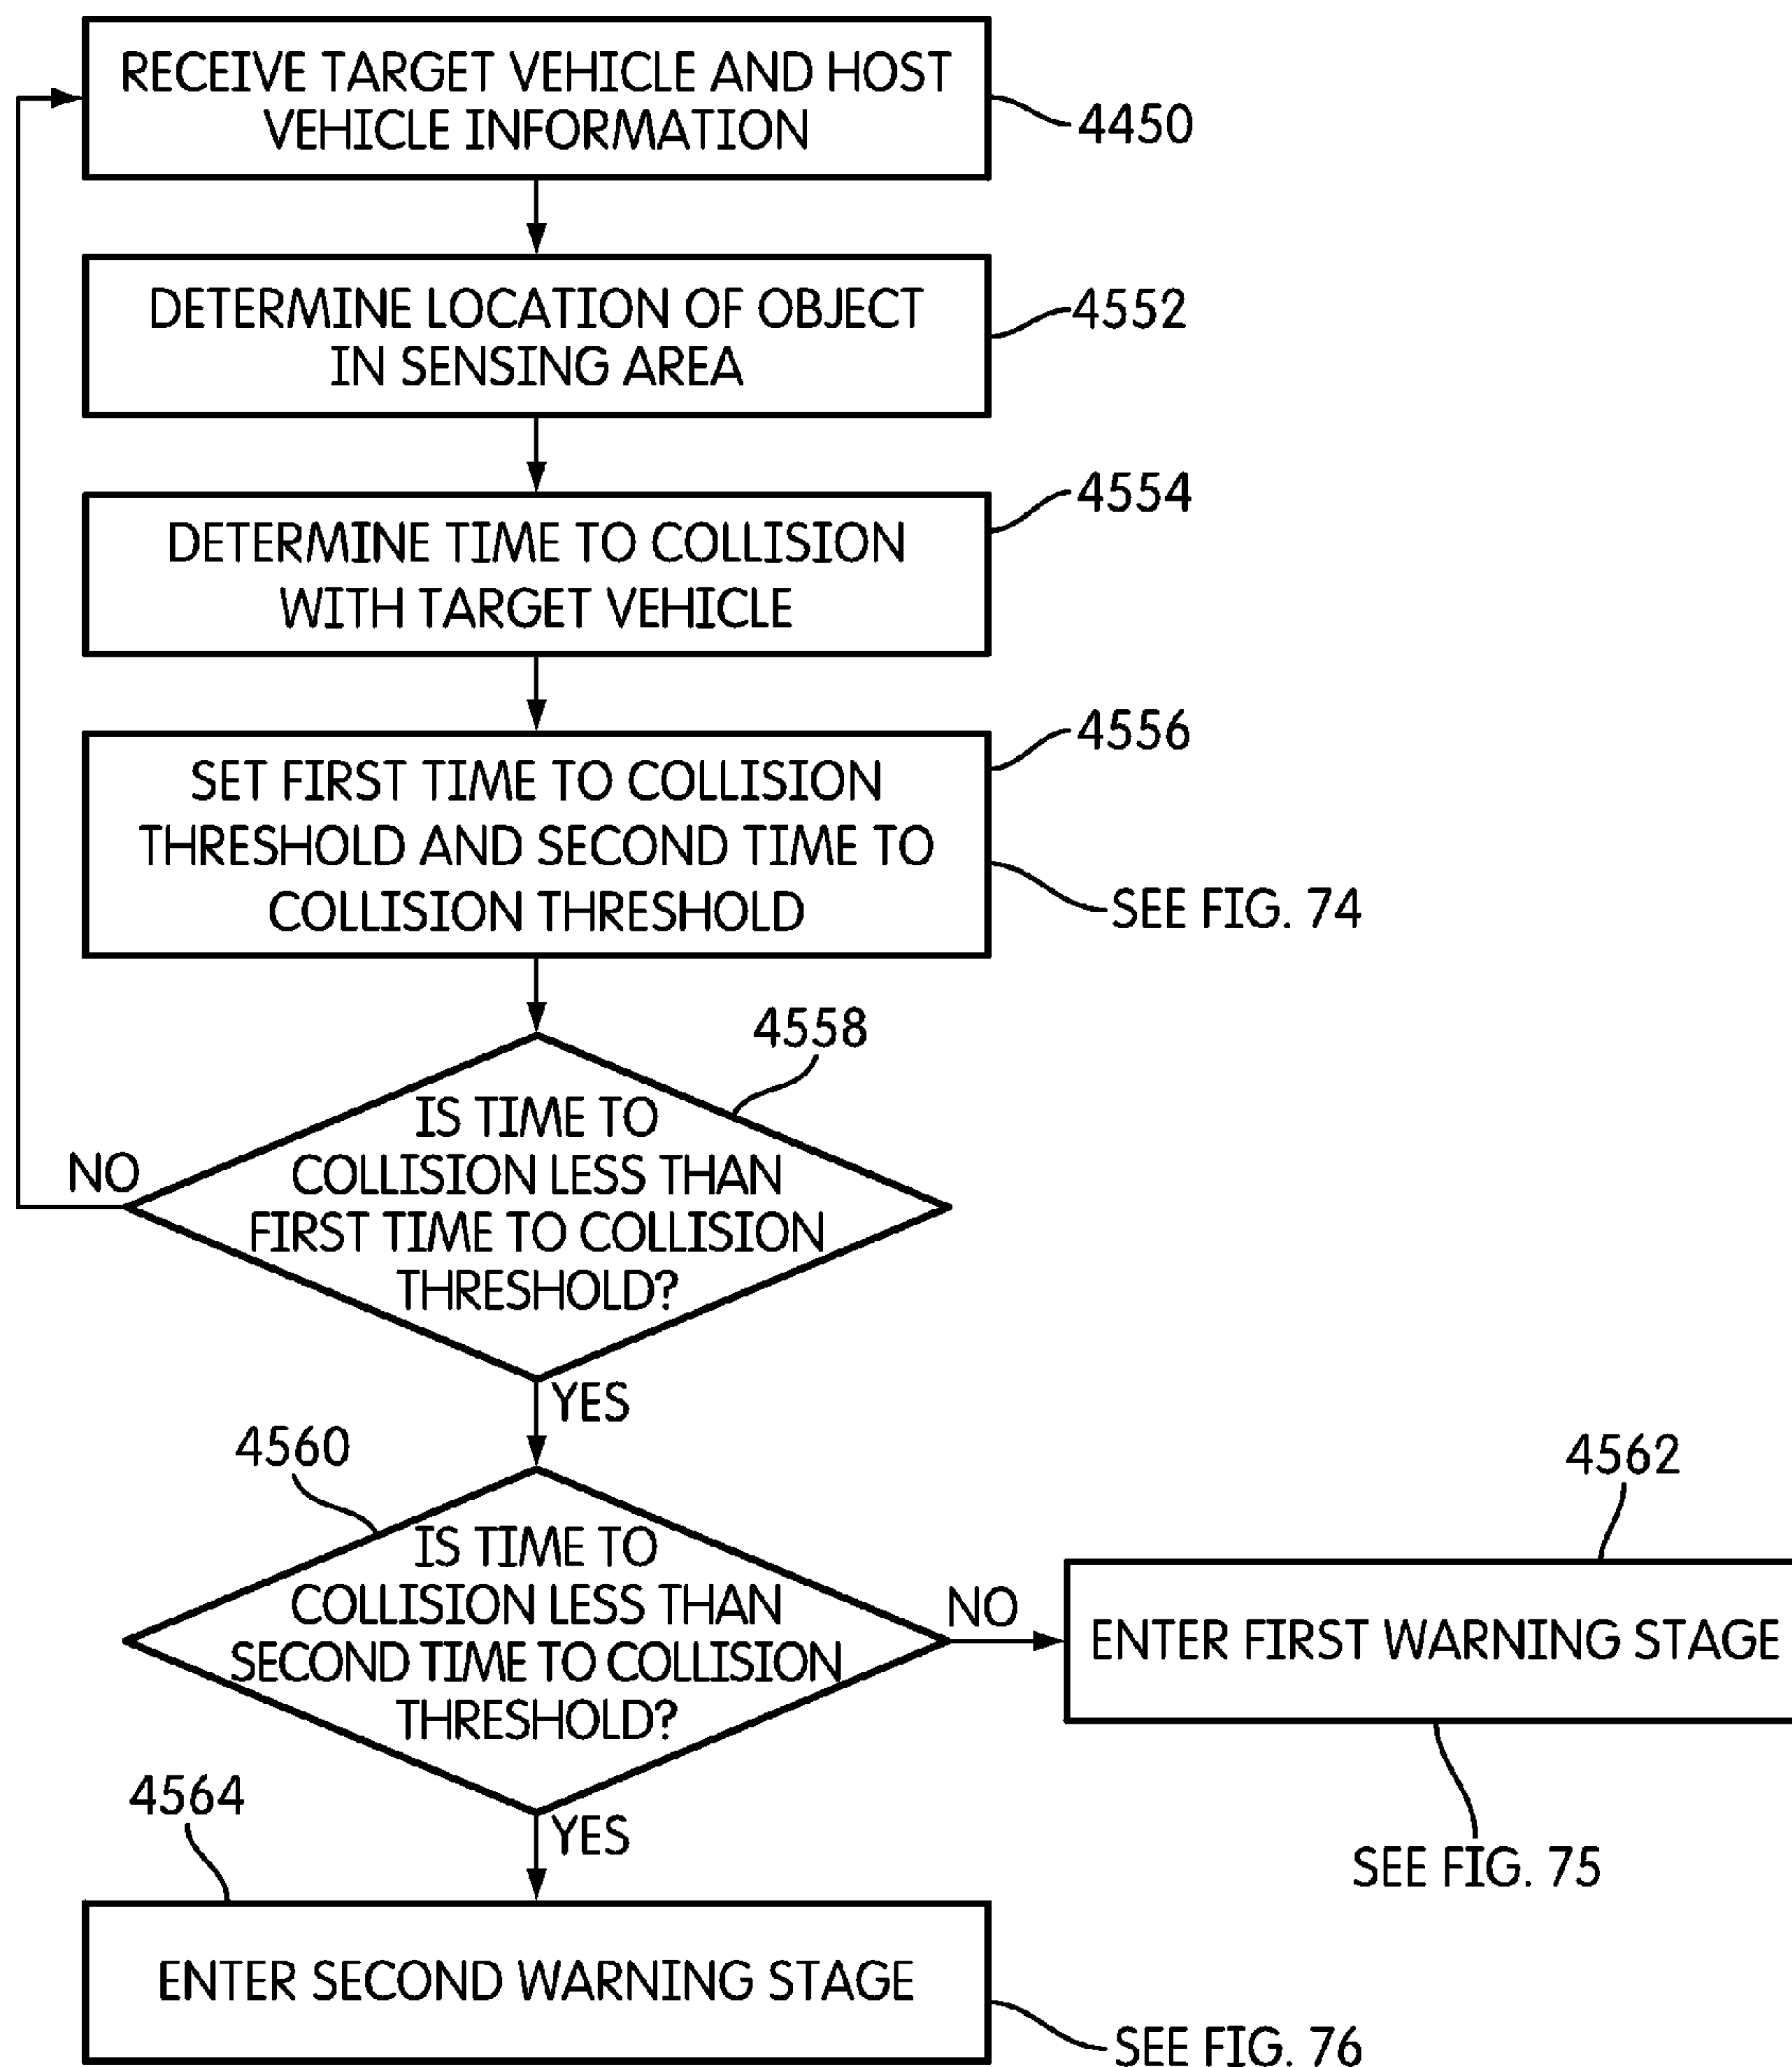 RECEIVE TARGET VEHICLE AND HOST
VEHICLE INFORMATION
4450
DETERMINE LOCATION OF OBJECT
IN SENSING AREA
4552
DETERMINE TIME TO COLLISION
WITH TARGET VEHICLE
4554
SET FIRST TIME TO COLLISION
THRESHOLD AND SECOND TIME TO
COLLISION THRESHOLD
4556
SEE FIG. 74
4558
IS TIME TO
COLLISION LESS THAN
FIRST TIME TO COLLISION
THRESHOLD?
NO
YES
4560
IS TIME TO
COLLISION LESS THAN
SECOND TIME TO COLLISION
THRESHOLD?
NO
4562
ENTER FIRST WARNING STAGE
SEE FIG. 75
YES
4564
ENTER SECOND WARNING STAGE
SEE FIG. 76